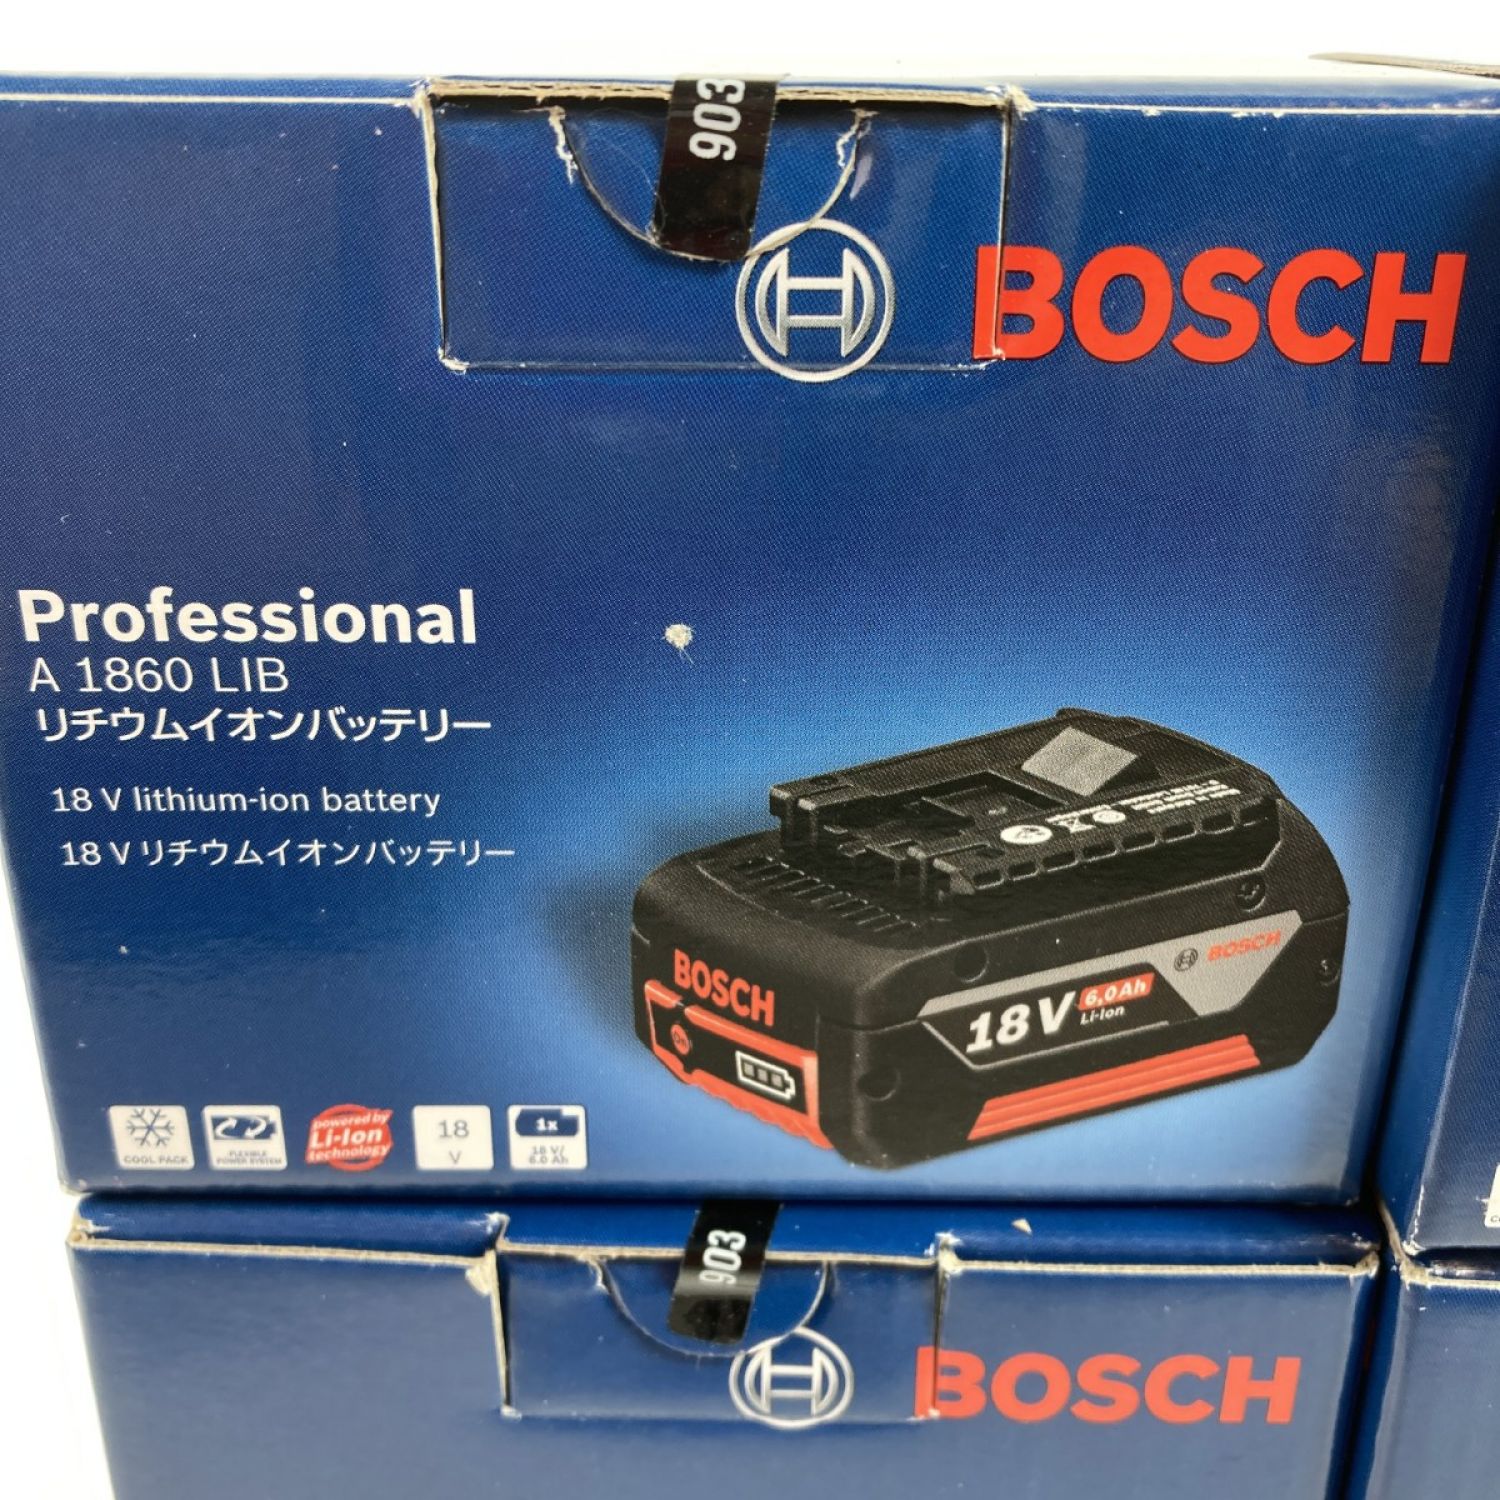 903
BOSCH
Professional
A 1860 LIB
リチウムイオンバッテリー
18 V lithium-ion battery
18 V リチウムイオンバッテリー
BOSCH
BOSCH
18V 6,0Ah
Li-Ion
On
COOL PACK
FLEXIBLE
POWER SYSTEM
powered by
Li-Ion
technology
18
V
1x
18 V/
6.0 Ah
903
BOSCH